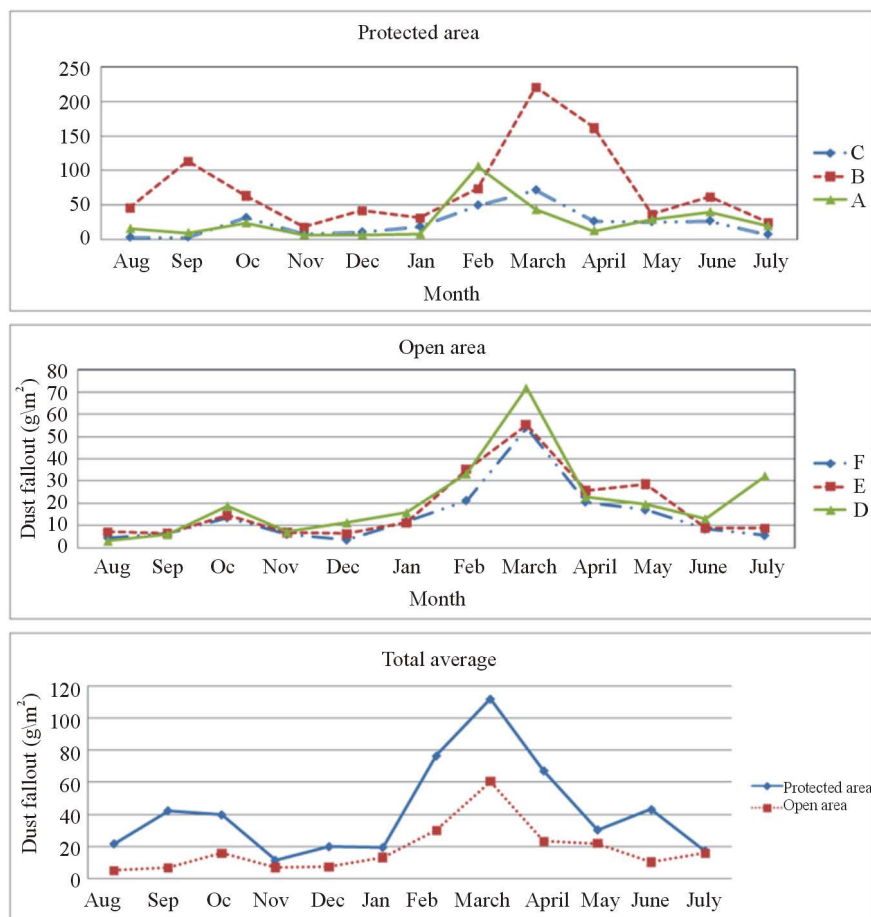 Protected area
250
200
150
100
50
0
Aug Sep Oc Nov Dec Jan Feb March April May June July
Month
C
B
A
Open area
Dust fallout (g\m²)
80
70
60
50
40
30
20
10
0
Aug Sep Oc Nov Dec Jan Feb March April May June July
Month
F
E
D
Total average
Dust fallout (g\m²)
120
100
80
60
40
20
0
Aug Sep Oc Nov Dec Jan Feb March April May June July
Protected area
Open area